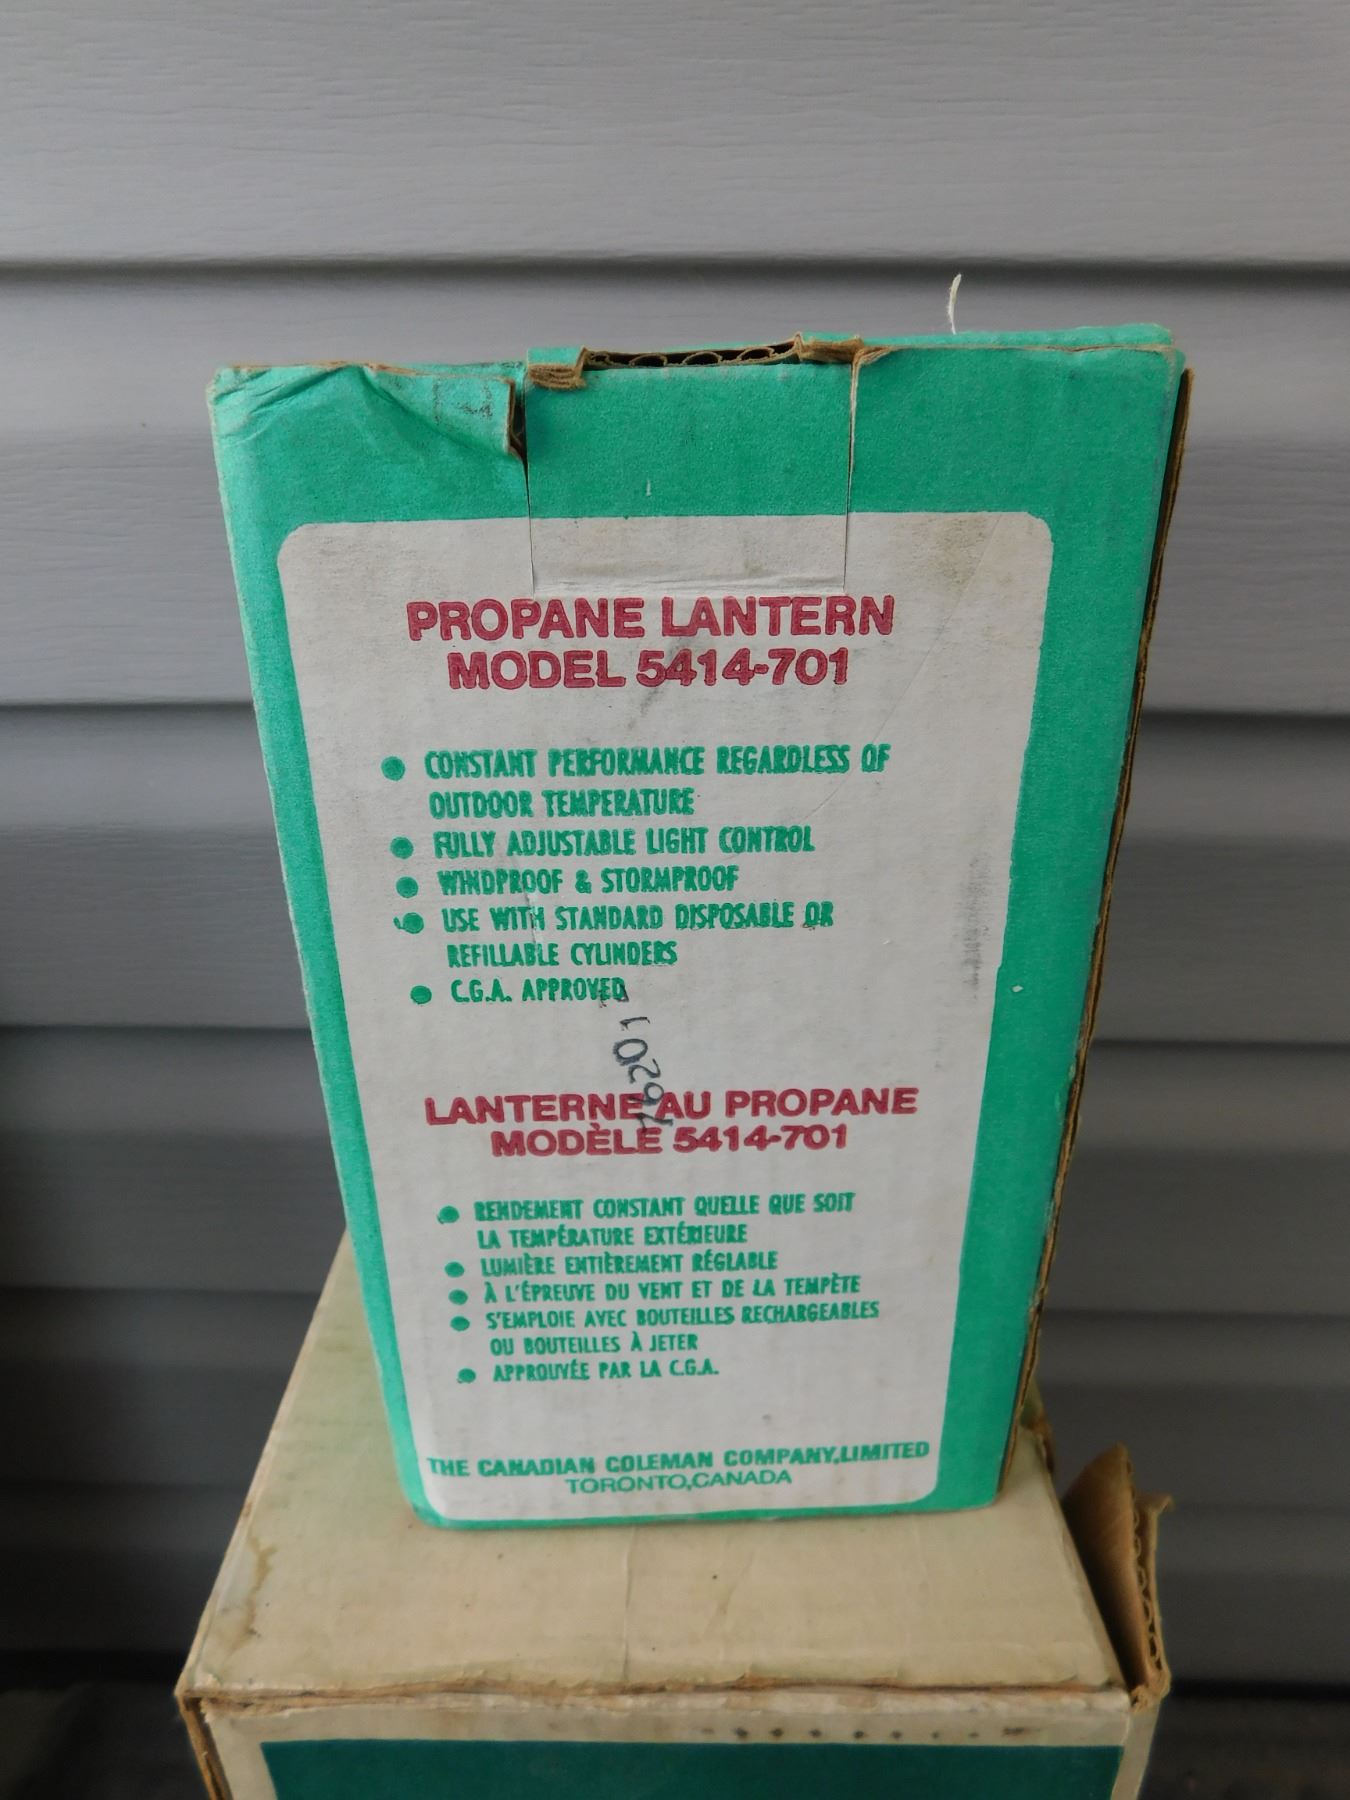 PROPANE LANTERN
MODEL 5414-701
● CONSTANT PERFORMANCE REGARDLESS OF
OUTDOOR TEMPERATURE
● FULLY ADJUSTABLE LIGHT CONTROL
● WINDPROOF & STORMPROOF
● USE WITH STANDARD DISPOSABLE OR
REFILLABLE CYLINDERS
● C.G.A. APPROVED
LANTERNE AU PROPANE
MODÈLE 5414-701
● RENDEMENT CONSTANT QUELLE QUE SOIT
LA TEMPÉRATURE EXTÉRIEURE
● LUMIÈRE ENTIÈREMENT RÉGLABLE
● À L'ÉPREUVE DU VENT ET DE LA TEMPÈTE
● S'EMPLOIE AVEC BOUTEILLES RECHARGEABLES
OU BOUTEILLES À JETER
● APPROUVÉE PAR LA C.G.A.
THE CANADIAN COLEMAN COMPANY,LIMITED
TORONTO,CANADA